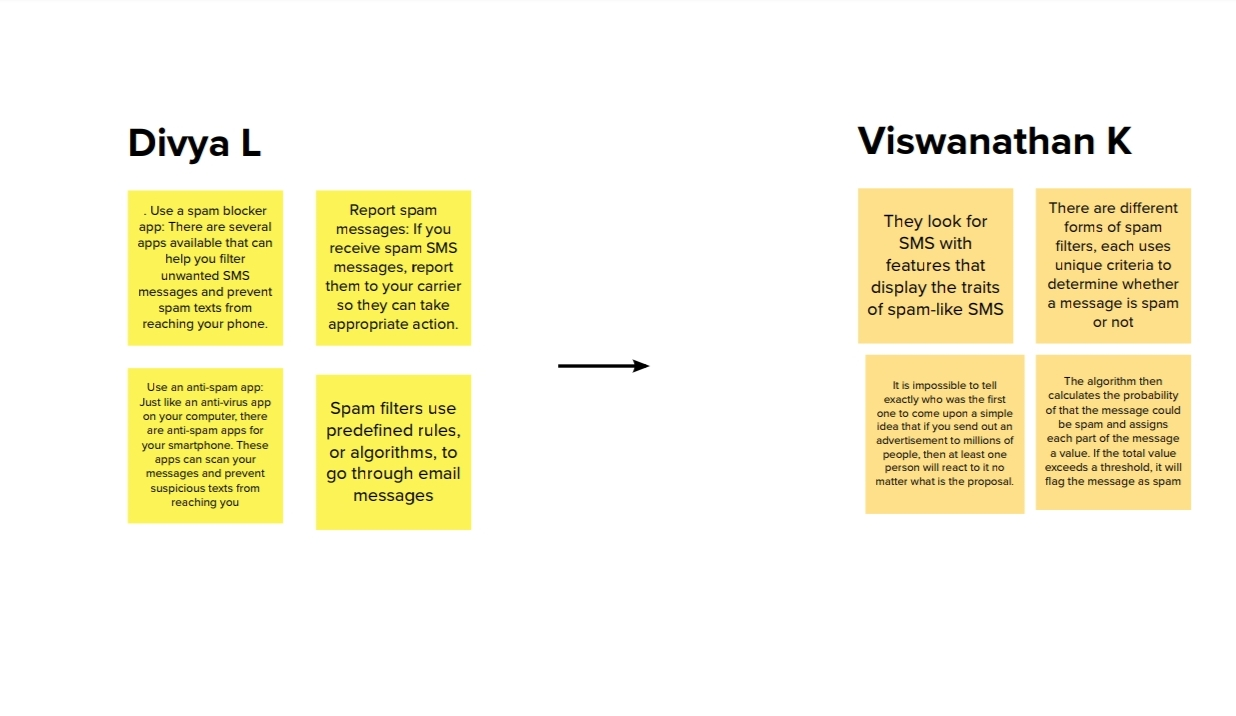 Divya L
. Use a spam blocker
app: There are several
apps available that can
help you filter
unwanted SMS
messages and prevent
spam texts from
reaching your phone.
Report spam
messages: If you
receive spam SMS
messages, report
them to your carrier
so they can take
appropriate action.
Use an anti-spam app:
Just like an anti-virus app
on your computer, there
are anti-spam apps for
your smartphone. These
apps can scan your
messages and prevent
suspicious texts from
reaching you
Spam filters use
predefined rules,
or algorithms, to
go through email
messages
Viswanathan K
They look for
SMS with
features that
display the traits
of spam-like SMS
There are different
forms of spam
filters, each uses
unique criteria to
determine whether
a message is spam
or not
It is impossible to tell
exactly who was the first
one to come upon a simple
idea that if you send out an
advertisement to millions of
people, then at least one
person will react to it no
matter what is the proposal.
The algorithm then
calculates the probability
of that the message could
be spam and assigns
each part of the message
a value. If the total value
exceeds a threshold, it will
flag the message as spam